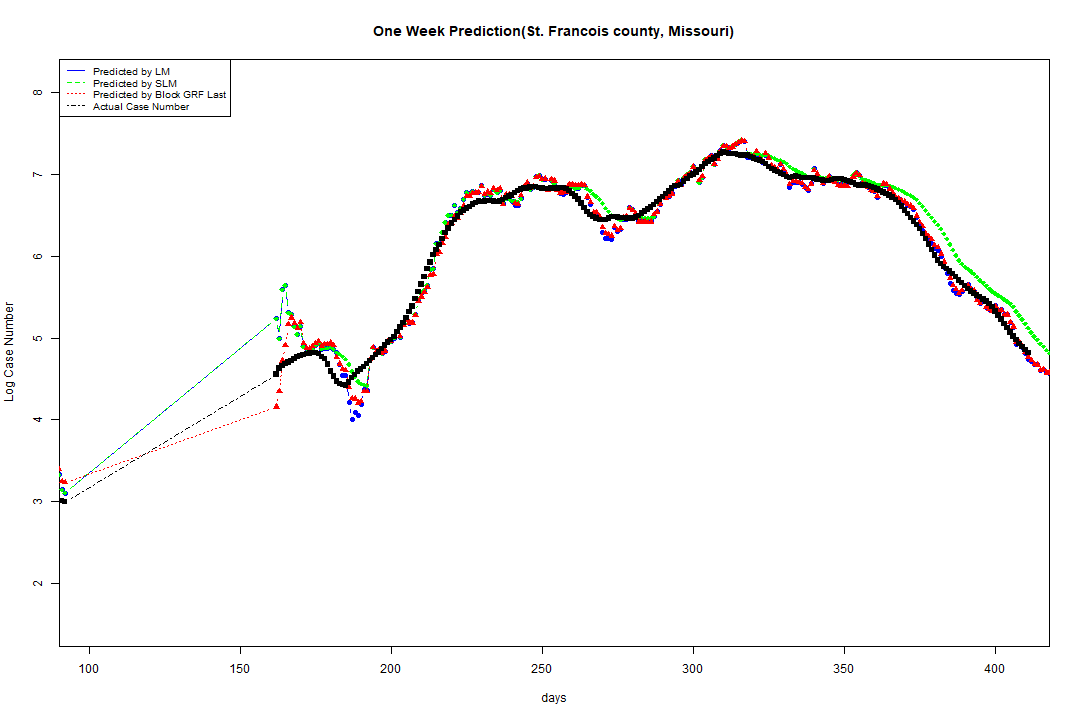 One Week Prediction(St. Francois county, Missouri)
Predicted by LM
Predicted by SLM
Predicted by Block GRF Last
Actual Case Number
8
7
6
5
4
3
2
Log Case Number
100 150 200 250 300 350 400
days